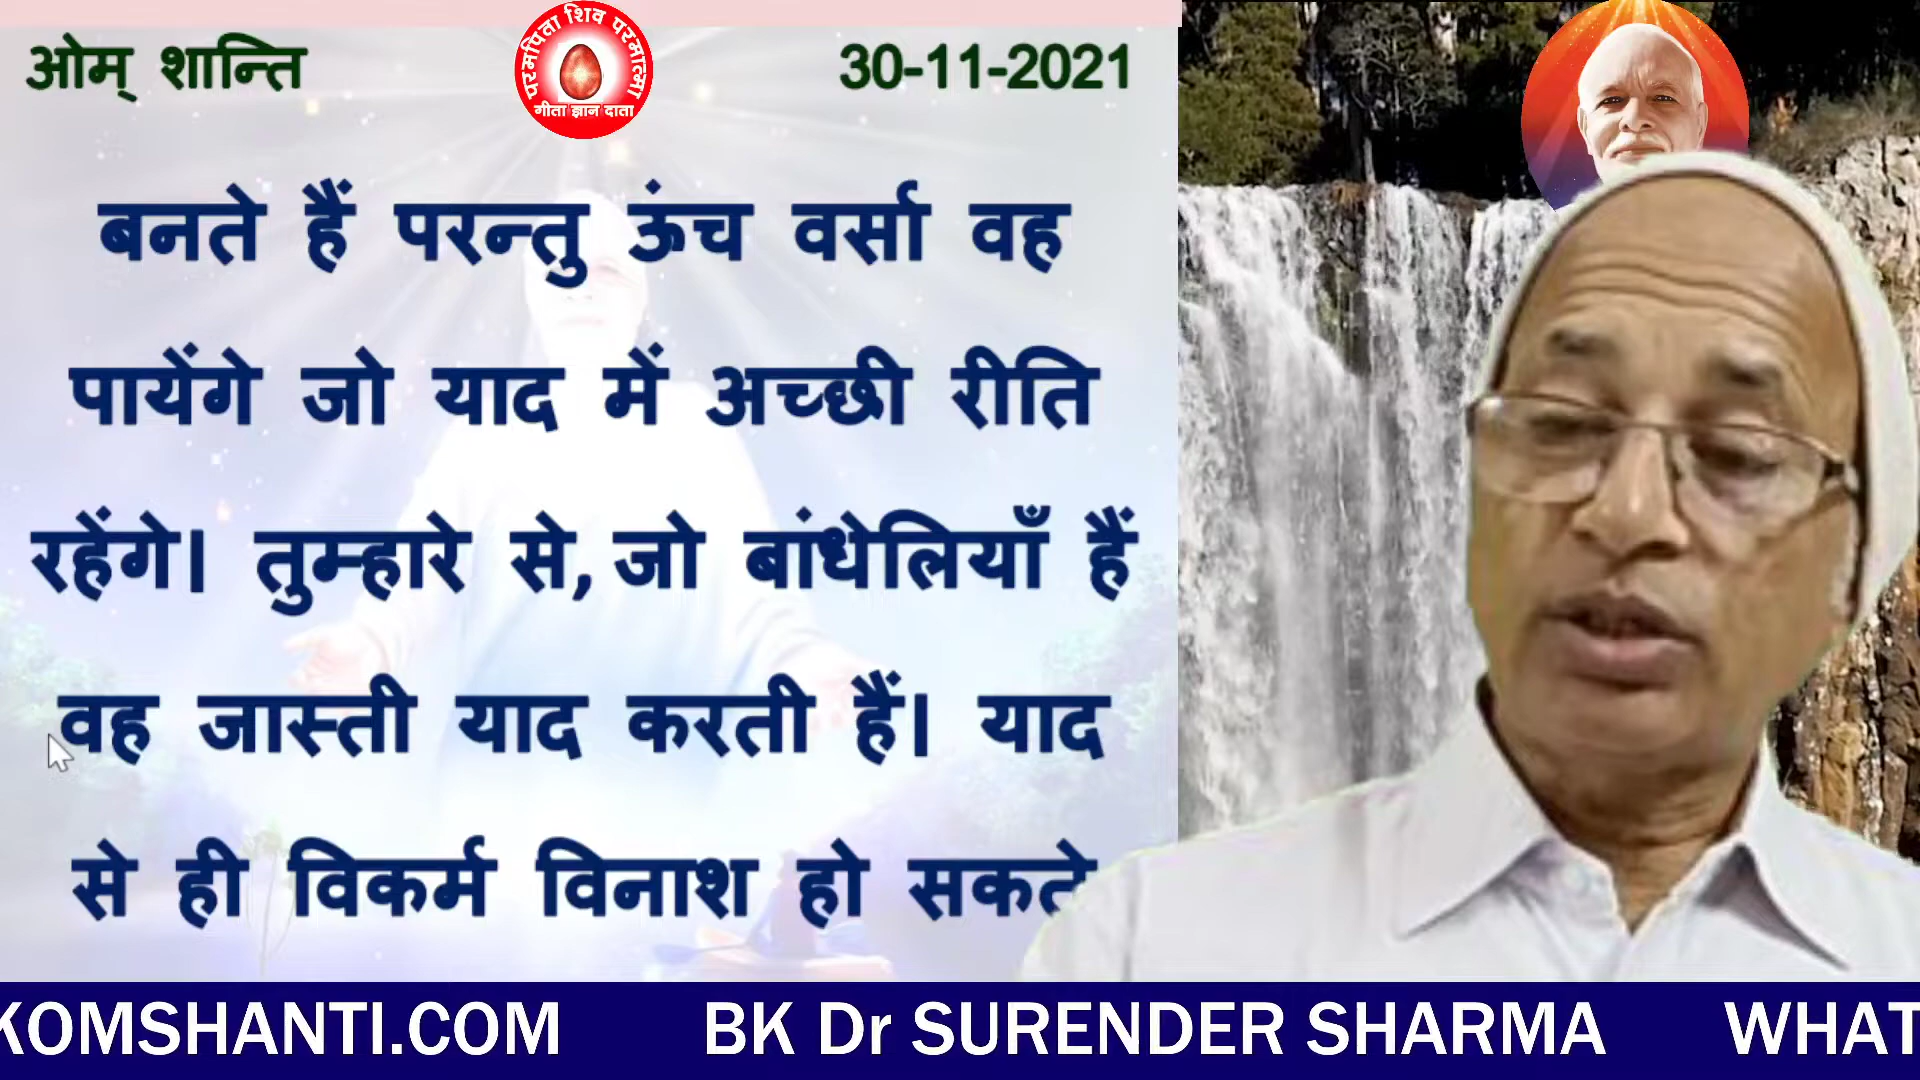 ओम् शान्ति
परमपिता शिव परमात्मा
गीता ज्ञान दाता
30-11-2021
बनते हैं परन्तु ऊंच वर्सा वह
पायेंगे जो याद में अच्छी रीति
रहेंगे। तुम्हारे से, जो बांधेलियाँ हैं
वह जास्ती याद करती हैं। याद
से ही विकर्म विनाश हो सकते
KOMSHANTI.COM BK Dr SURENDER SHARMA WHAT